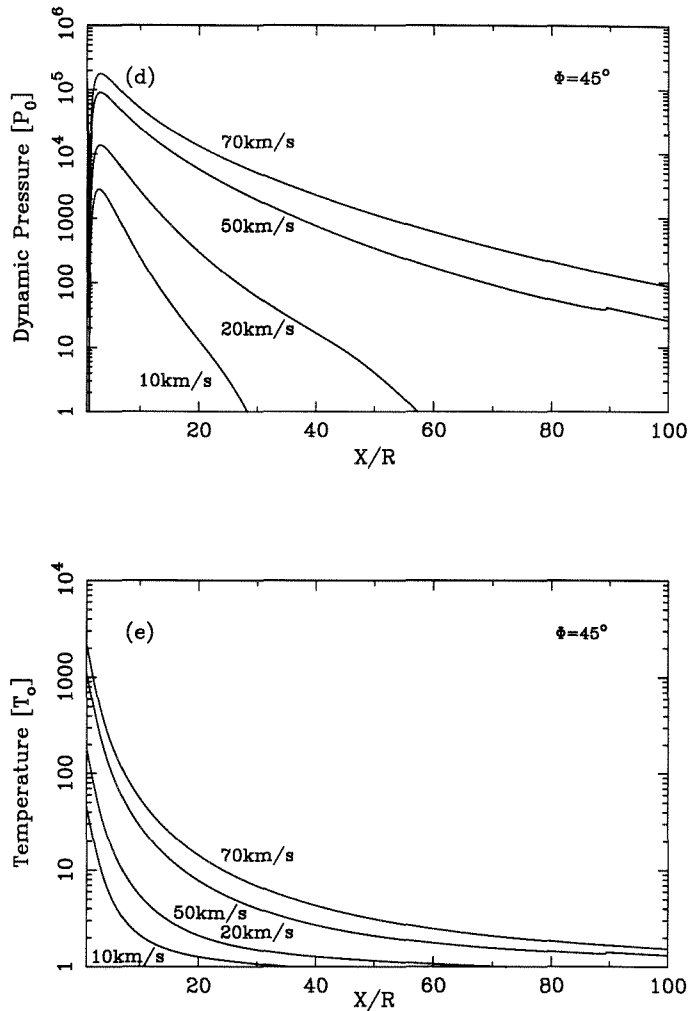 10⁶
(d)
Φ=45°
10⁵
Dynamic Pressure [P₀]
70km/s
10⁴
1000
50km/s
100
20km/s
10
10km/s
1
20 40 60 80 100
X/R
10⁴
(e)
Φ=45°
1000
Temperature [Tₒ]
100
70km/s
10
50km/s
20km/s
10km/s
1
20 40 60 80 100
X/R